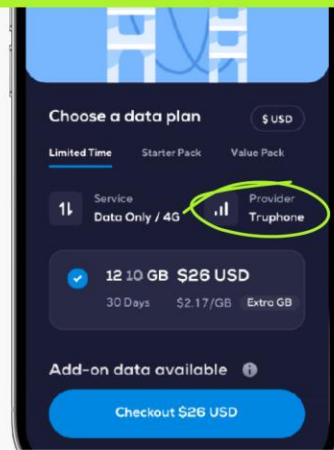 Choose a data plan
$ USD
Limited Time Starter Pack Value Pack
Service
Data Only / 4G
Provider
Truphone
12 10 GB $26 USD
30 Days $2.17/GB Extra GB
Add-on data available
Checkout $26 USD